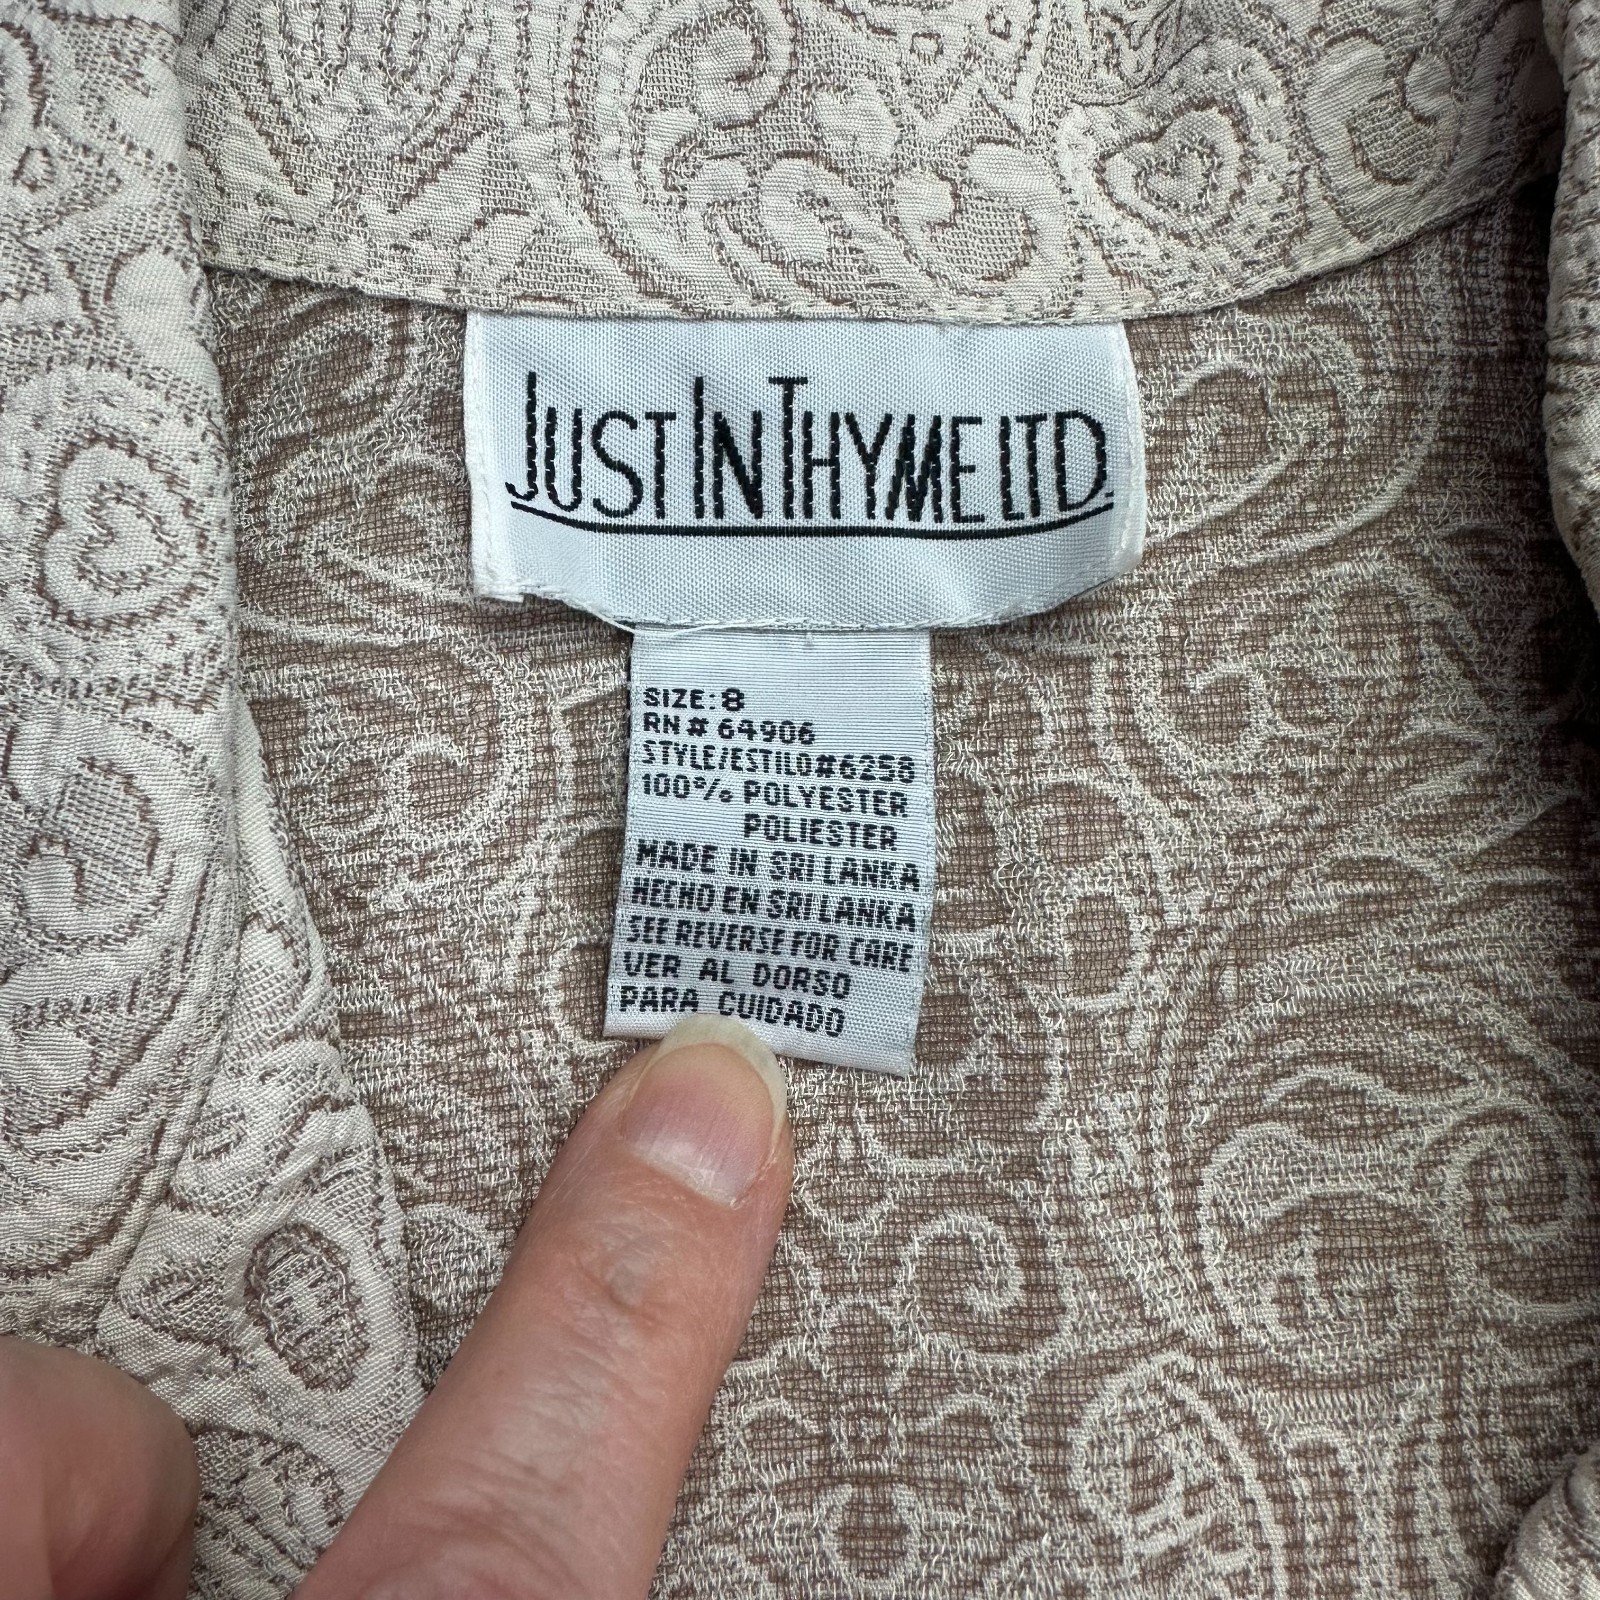 JUST IN THYME LTD.
SIZE: 8
RN # 64906
STYLE/ESTILO#6258
100% POLYESTER
POLIESTER
MADE IN SRI LANKA
HECHO EN SRI LANKA
SEE REVERSE FOR CARE
VER AL DORSO
PARA CUIDADO